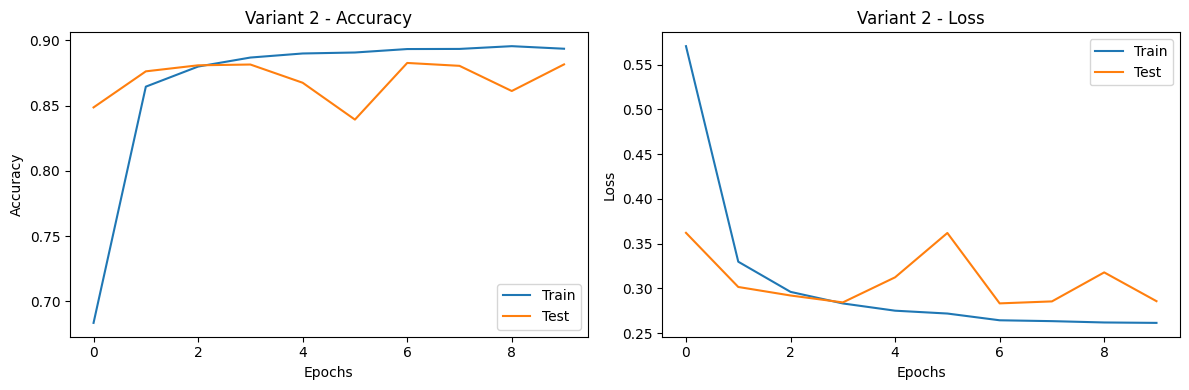 Variant 2 - Accuracy
0.90
0.85
0.80
0.75
0.70
Accuracy
0 2 4 6 8
Epochs
Train
Test
Variant 2 - Loss
0.55
0.50
0.45
0.40
0.35
0.30
0.25
Loss
0 2 4 6 8
Epochs
Train
Test